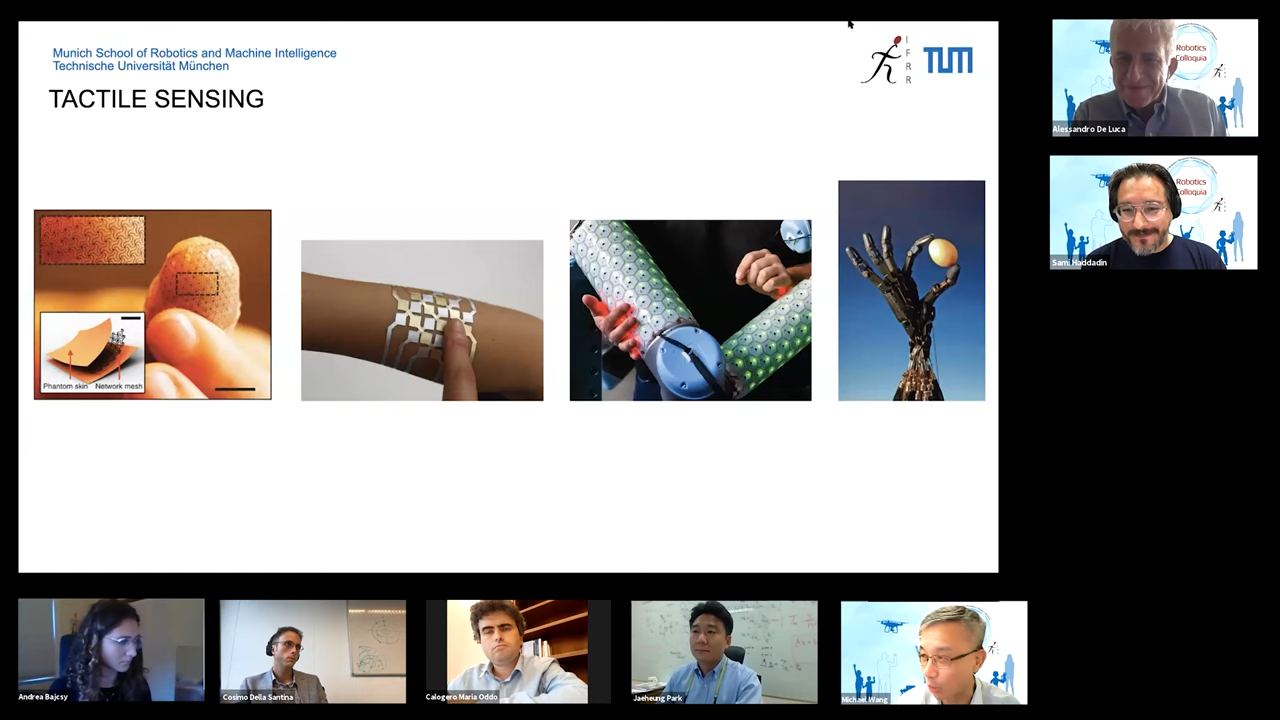 Munich School of Robotics and Machine Intelligence
Technische Universität München
TACTILE SENSING
I
F
R
R
TUM
Phantom skin
Network mesh
Robotics
Colloquia
Alessandro De Luca
Robotics
Colloquia
Sami Haddadin
Andrea Bajcsy
Cosimo Della Santina
Calogero Maria Oddo
Jaeheung Park
Michael Wang